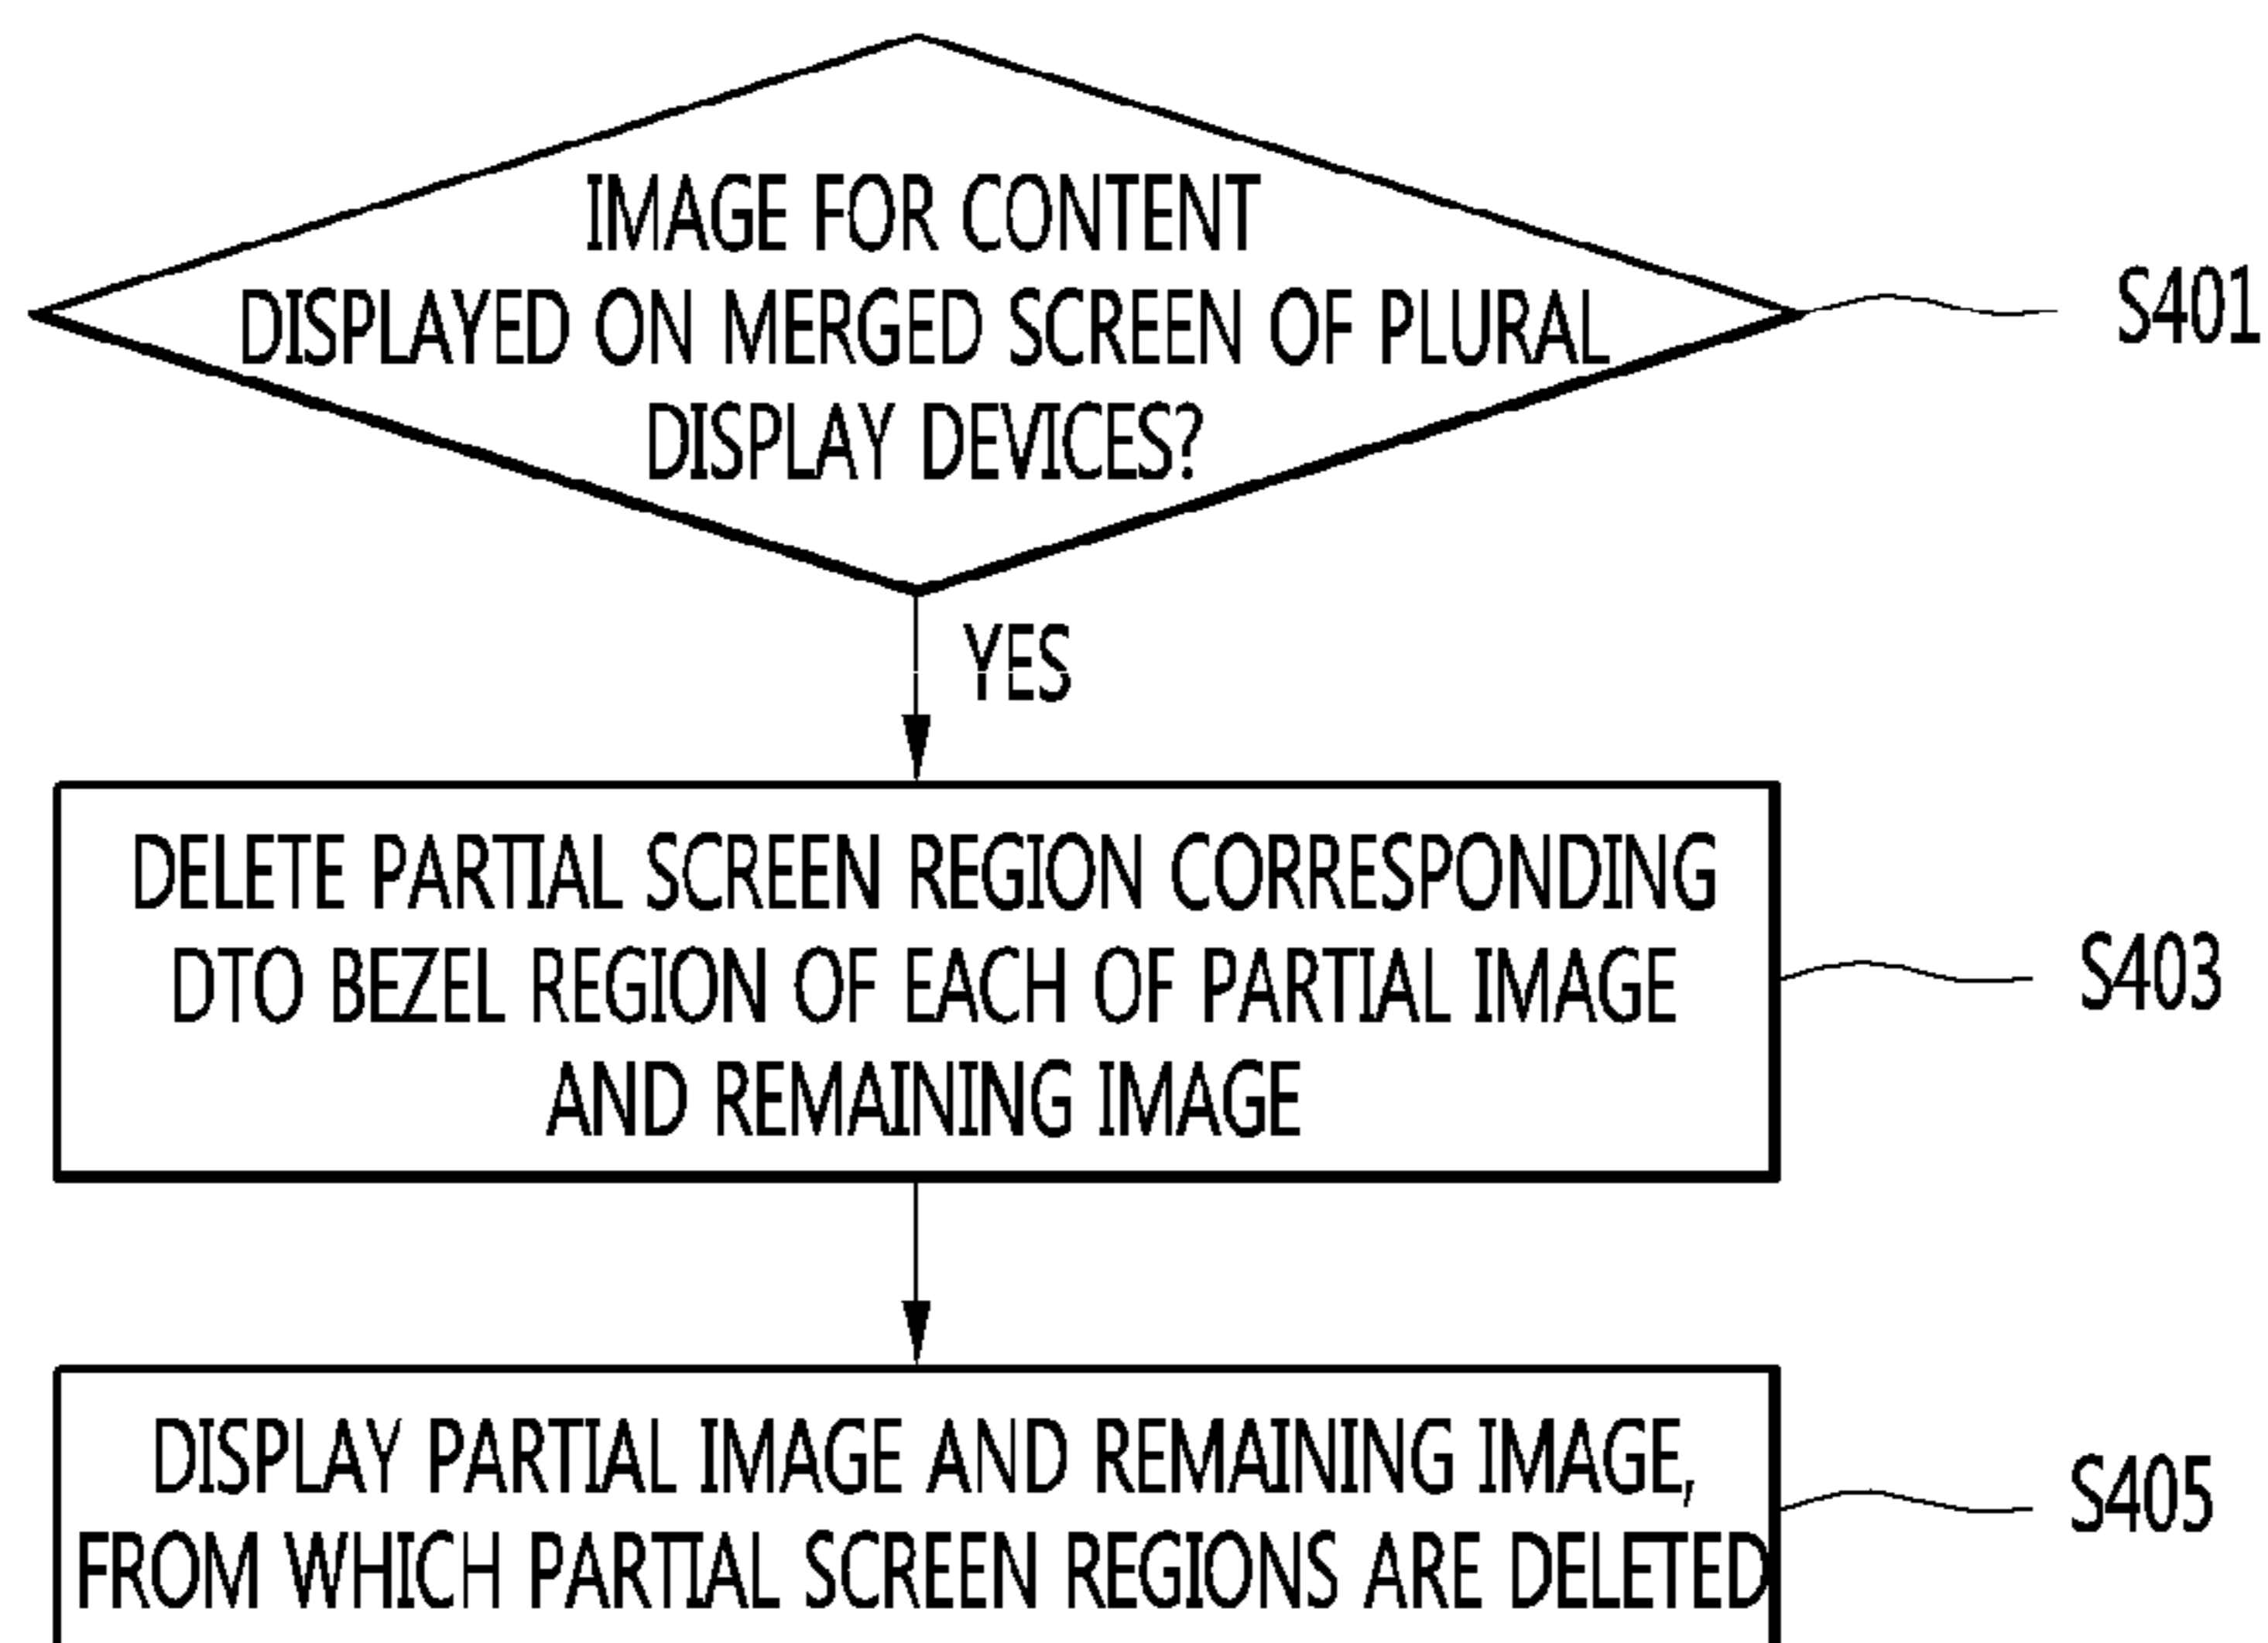 IMAGE FOR CONTENT
DISPLAYED ON MERGED SCREEN OF PLURAL
DISPLAY DEVICES?
S401
YES
DELETE PARTIAL SCREEN REGION CORRESPONDING
DTO BEZEL REGION OF EACH OF PARTIAL IMAGE
AND REMAINING IMAGE
S403
DISPLAY PARTIAL IMAGE AND REMAINING IMAGE,
FROM WHICH PARTIAL SCREEN REGIONS ARE DELETED
S405